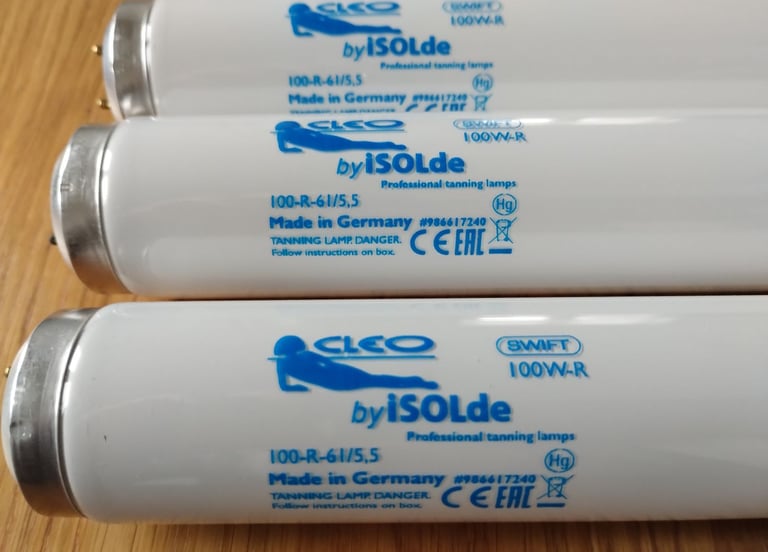 CLEO
SWIFT
100W-R
by iSOLde
Professional tanning lamps
100-R-61/5,5
Hg
Made in Germany #986617240
TANNING LAMP. DANGER.
CE EAC
CLEO
SWIFT
100W-R
by iSOLde
Professional tanning lamps
100-R-61/5,5
Hg
Made in Germany #986617240
TANNING LAMP. DANGER.
CE EAC
Follow instructions on box.
CLEO
SWIFT
100W-R
by iSOLde
Professional tanning lamps
100-R-61/5,5
Hg
Made in Germany #986617240
TANNING LAMP. DANGER.
CE EAC
Follow instructions on box.